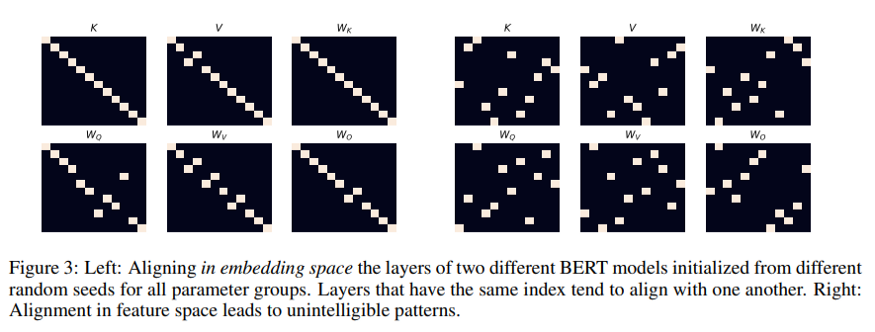 K V W_K K V W_K
W_Q W_V W_O W_Q W_V W_O
Figure 3: Left: Aligning in embedding space the layers of two different BERT models initialized from different
random seeds for all parameter groups. Layers that have the same index tend to align with one another. Right:
Alignment in feature space leads to unintelligible patterns.